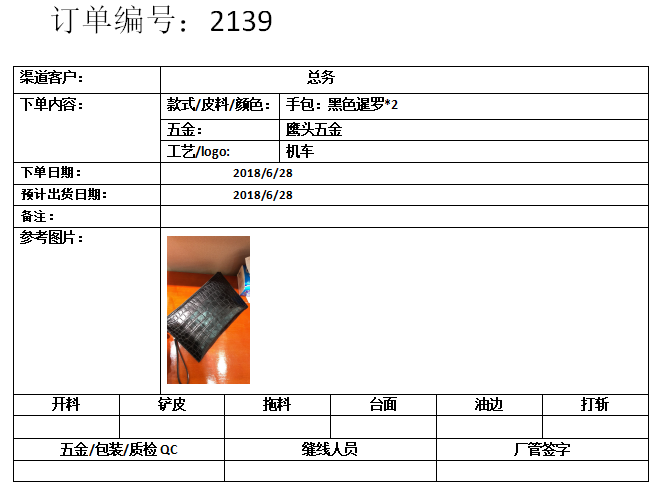 订单编号：2139
渠道客户： 总务
下单内容： 款式/皮料/颜色： 手包：黑色暹罗*2
五金： 鹰头五金
工艺/logo: 机车
下单日期： 2018/6/28
预计出货日期： 2018/6/28
备注：
参考图片：
开料 铲皮 拖料 台面 油边 打斩
五金/包装/质检 QC 缝线人员 厂管签字